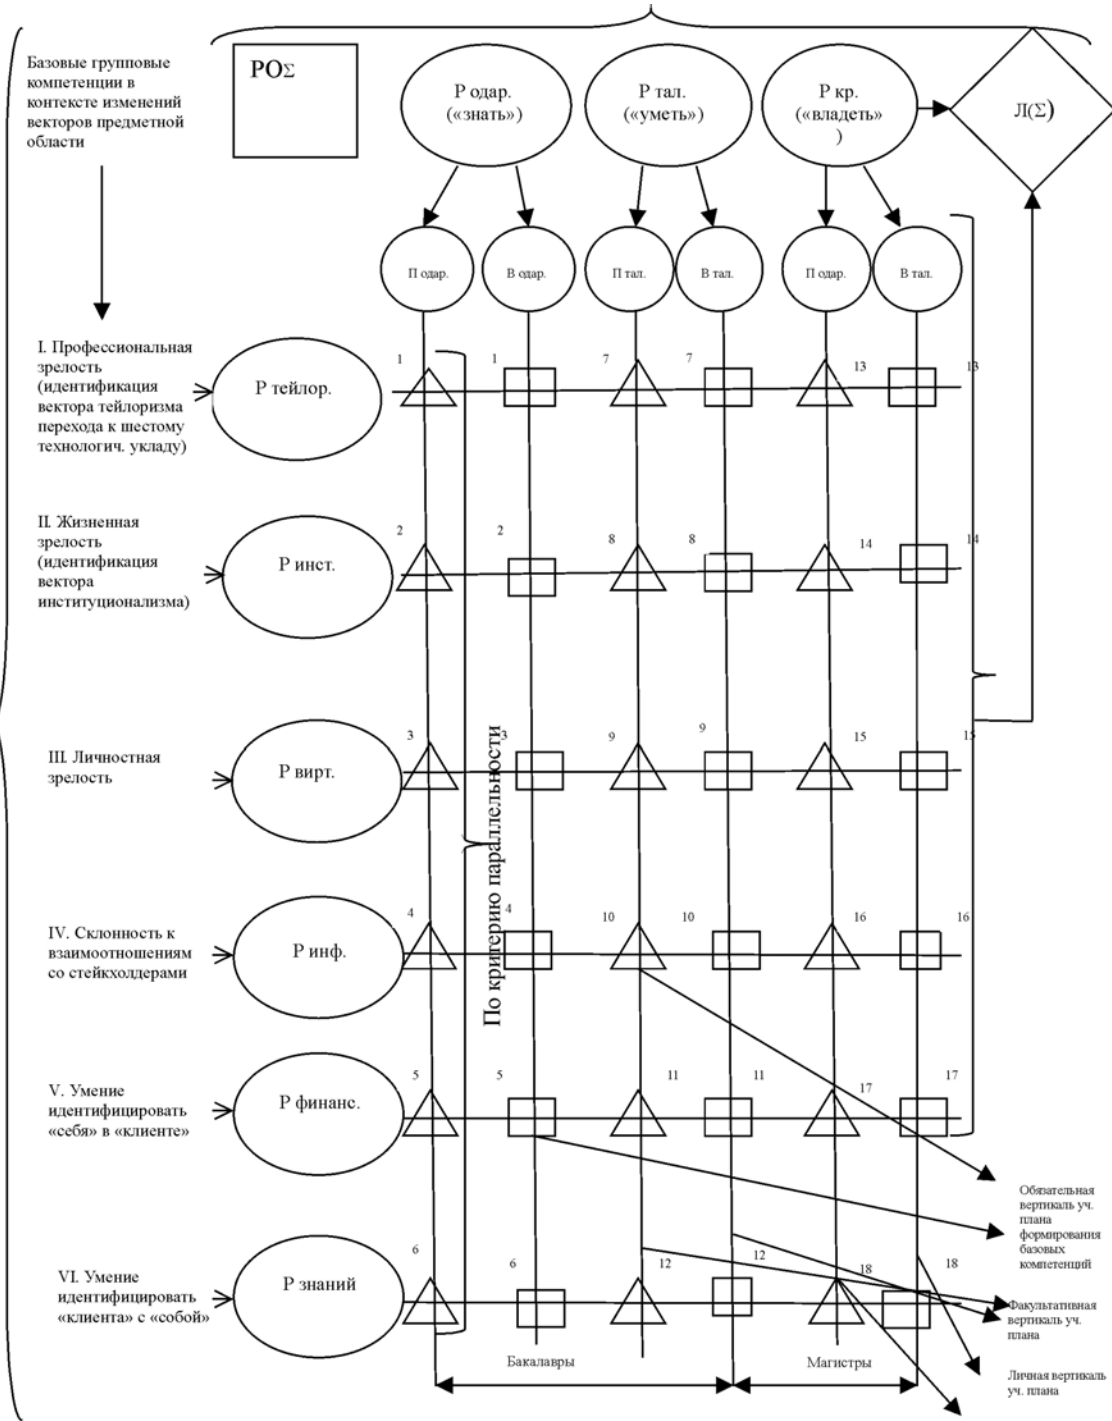 Базовые групповые
компетенции в
контексте изменений
векторов предметной
области
РОΣ
Р одар.
(«знать»)
Р тал.
(«уметь»)
Р кр.
(«владеть»
)
Л(Σ)
П одар.
В одар.
П тал.
В тал.
П одар.
В тал.
I. Профессиональная
зрелость
(идентификация
вектора тейлоризма
перехода к шестому
технологич. укладу)
Р тейлор.
1
1
7
7
13
13
II. Жизненная
зрелость
(идентификация
вектора
институционализма)
Р инст.
2
2
8
8
14
14
III. Личностная
зрелость
Р вирт.
3
3
9
9
15
15
По критерию параллельности
IV. Склонность к
взаимоотношениям
со стейкхолдерами
Р инф.
4
4
10
10
16
16
V. Умение
идентифицировать
«себя» в «клиенте»
Р финанс.
5
5
11
11
17
17
Обязательная
вертикаль уч.
плана
формирования
базовых
компетенций
VI. Умение
идентифицировать
«клиента» с «собой»
Р знаний
6
6
12
12
18
18
Факультативная
вертикаль уч.
плана
Бакалавры
Магистры
Личная вертикаль
уч. плана